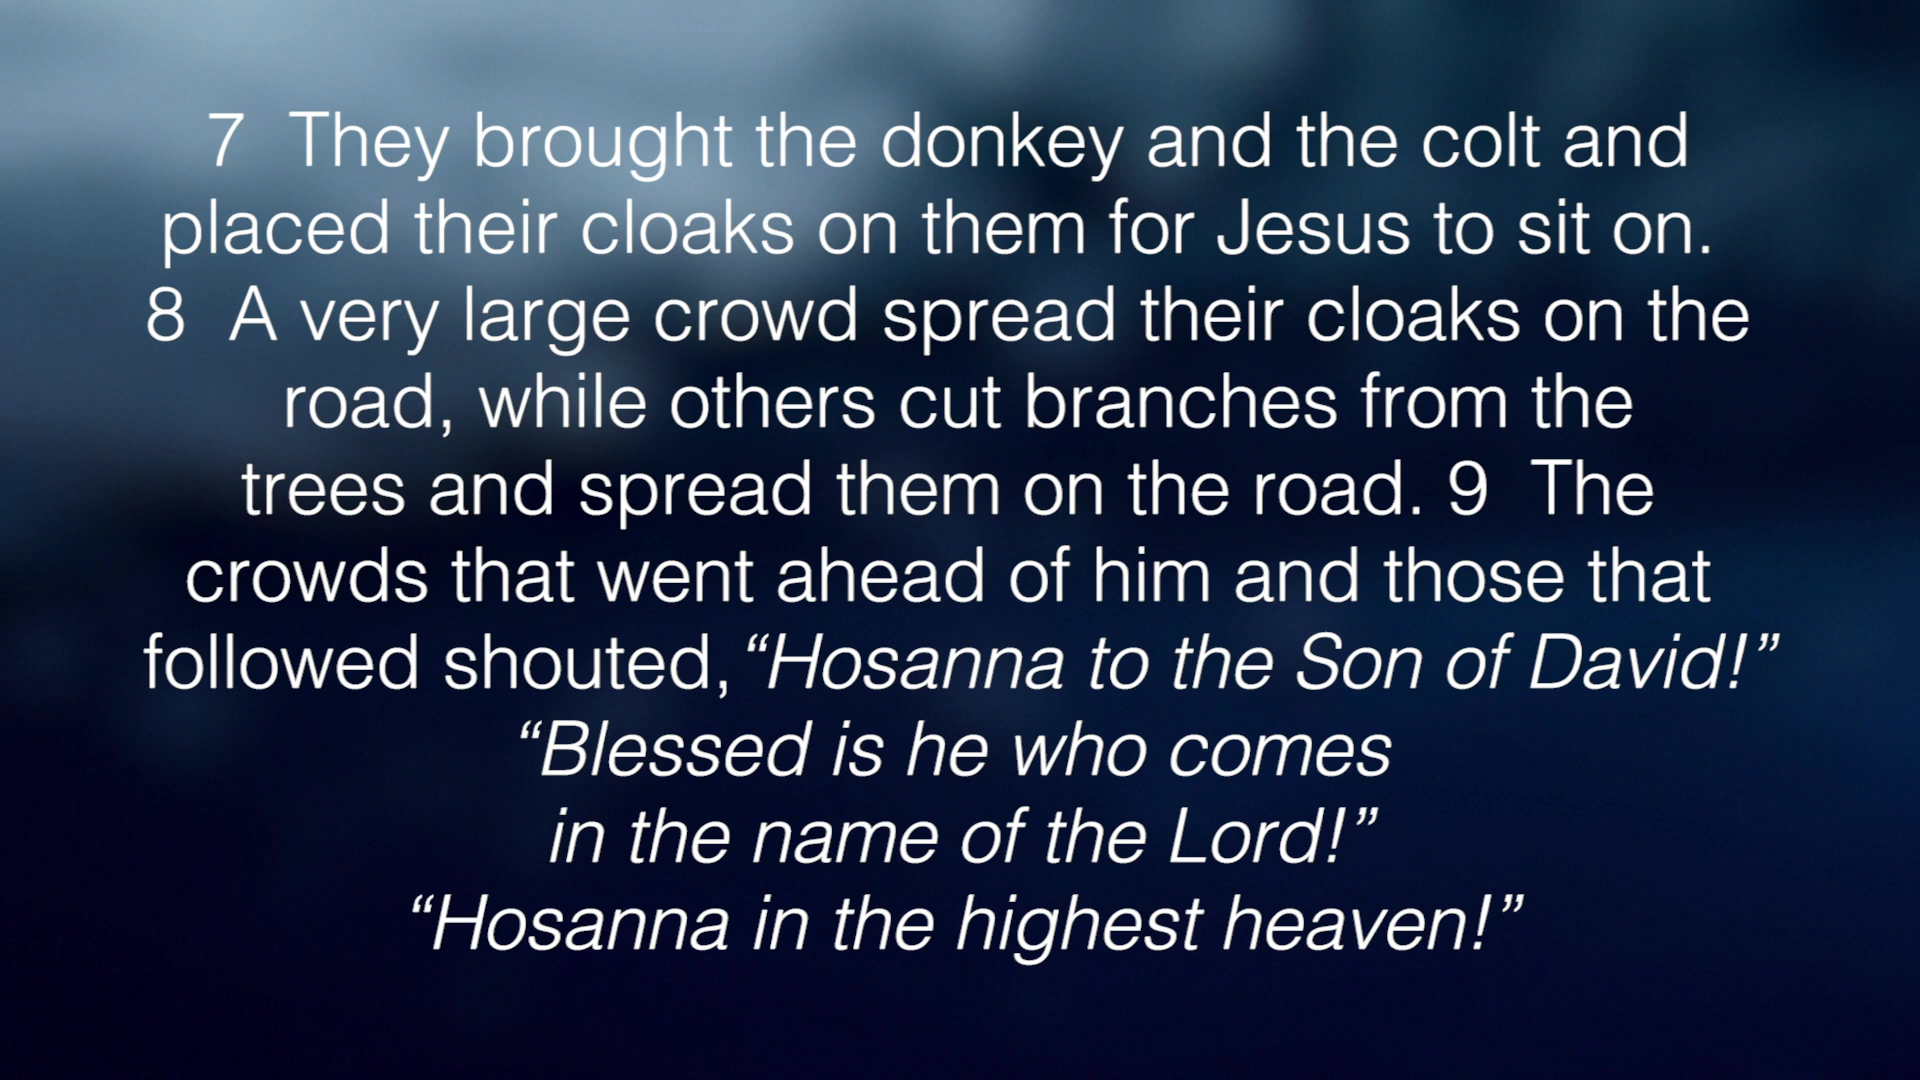 7  They brought the donkey and the colt and
placed their cloaks on them for Jesus to sit on.
8  A very large crowd spread their cloaks on the
road, while others cut branches from the
trees and spread them on the road. 9  The
crowds that went ahead of him and those that
followed shouted, “Hosanna to the Son of David!”
“Blessed is he who comes
in the name of the Lord!”
“Hosanna in the highest heaven!”